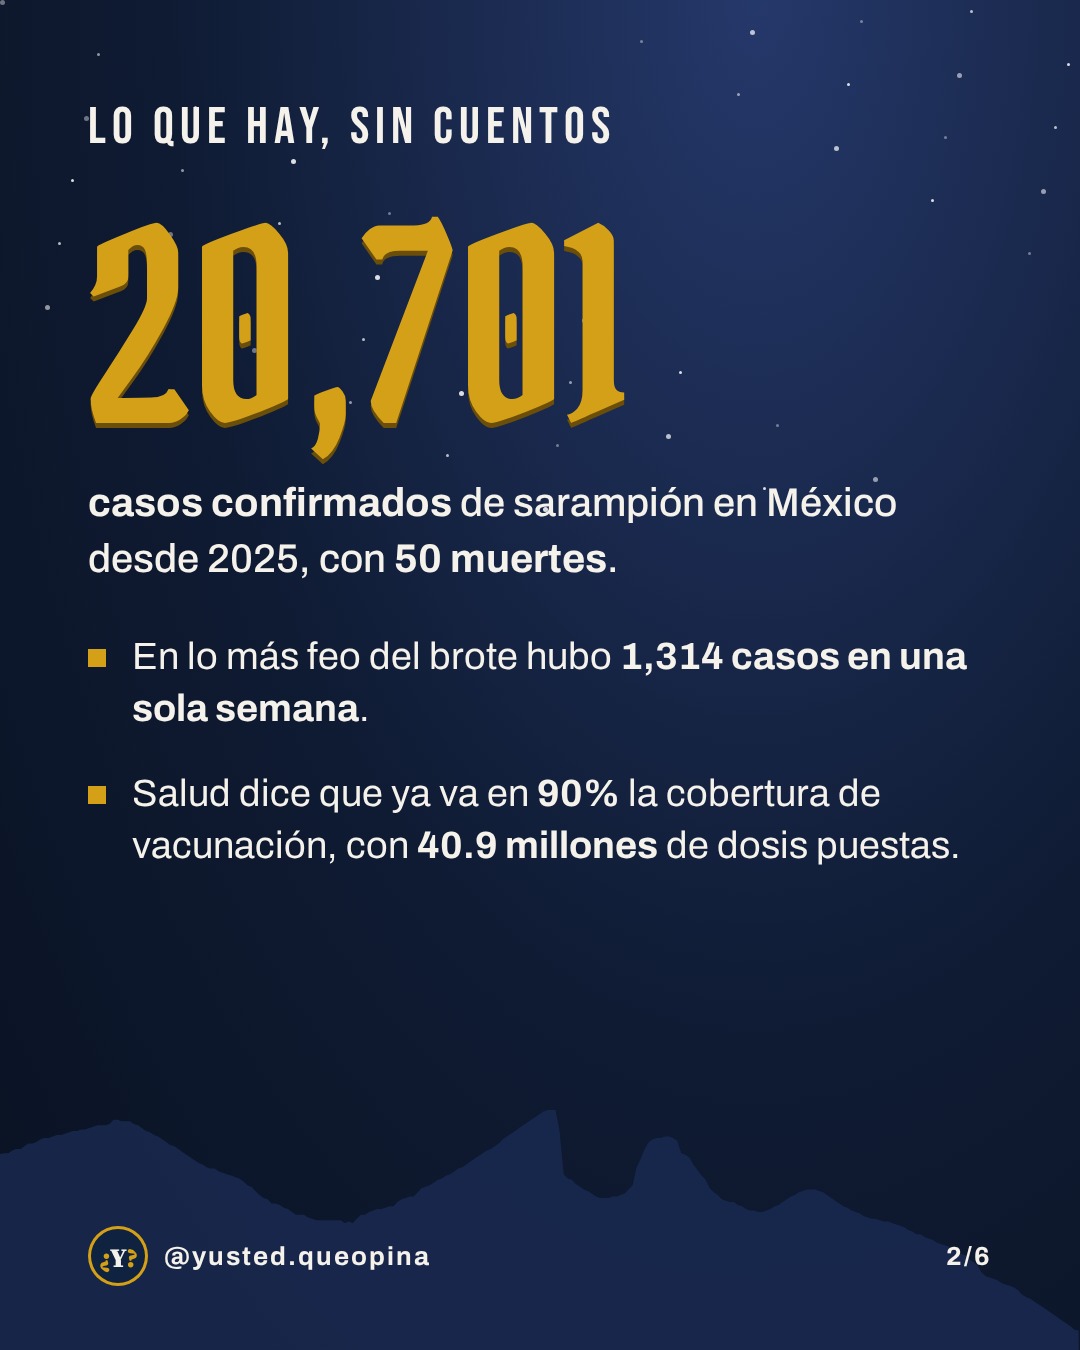 LO QUE HAY, SIN CUENTOS
20,701
casos confirmados de sarampión en México
desde 2025, con 50 muertes.
En lo más feo del brote hubo 1,314 casos en una
sola semana.
Salud dice que ya va en 90% la cobertura de
vacunación, con 40.9 millones de dosis puestas.
¿Y?
@yusted.queopina
2/6